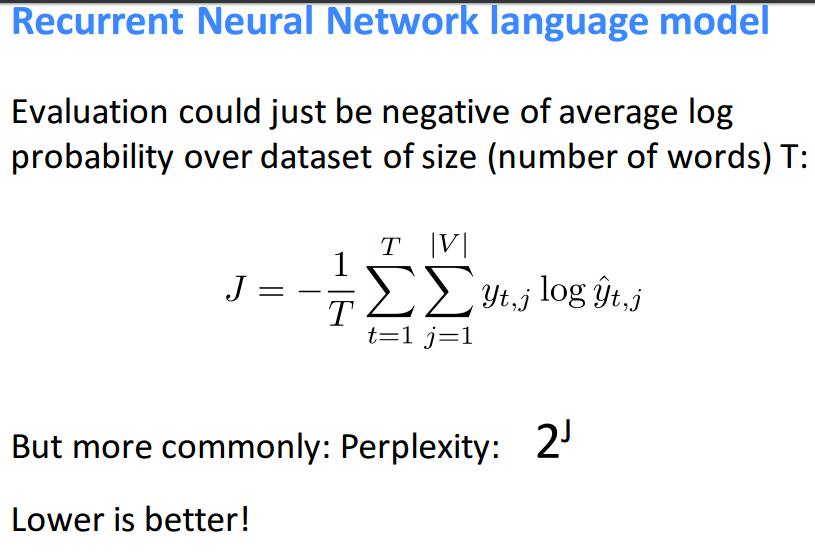 Recurrent Neural Network language model
Evaluation could just be negative of average log
probability over dataset of size (number of words) T:
J = -\frac{1}{T} \sum_{t=1}^{T} \sum_{j=1}^{|V|} y_{t,j} \log \hat{y}_{t,j}
But more commonly: Perplexity: 2^J
Lower is better!